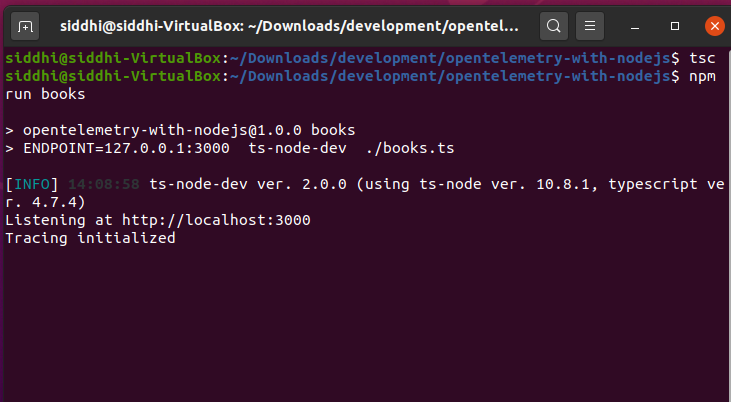 siddhi@siddhi-VirtualBox: ~/Downloads/development/opentel...
siddhi@siddhi-VirtualBox:~/Downloads/development/opentelemetry-with-nodejs$ tsc
siddhi@siddhi-VirtualBox:~/Downloads/development/opentelemetry-with-nodejs$ npm
run books
> opentelemetry-with-nodejs@1.0.0 books
> ENDPOINT=127.0.0.1:3000  ts-node-dev  ./books.ts
[INFO] 14:08:58 ts-node-dev ver. 2.0.0 (using ts-node ver. 10.8.1, typescript ve
r. 4.7.4)
Listening at http://localhost:3000
Tracing initialized